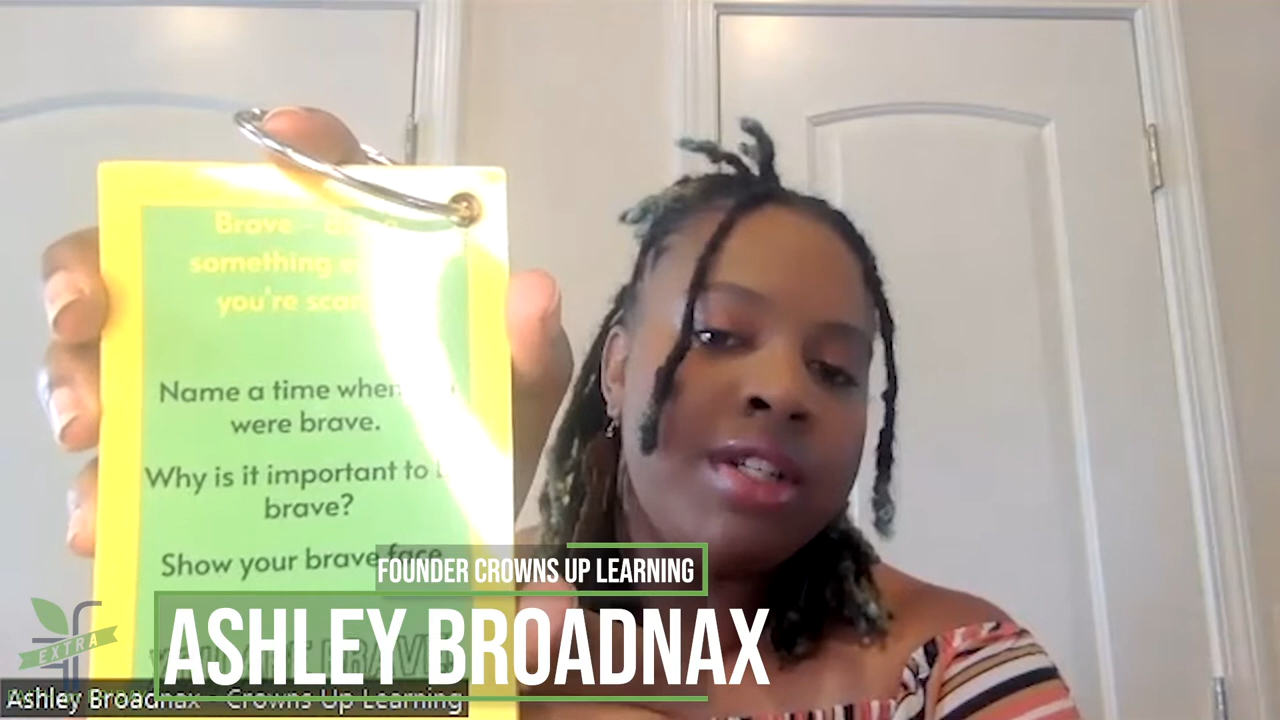 Brave -
something
you're
Name a time when
were brave.
Why is it important to
brave?
Show your brave face
FOUNDER CROWNS UP LEARNING
ASHLEY BROADNAX
EXTRA
Ashley Broadnax - Crowns Up Learning